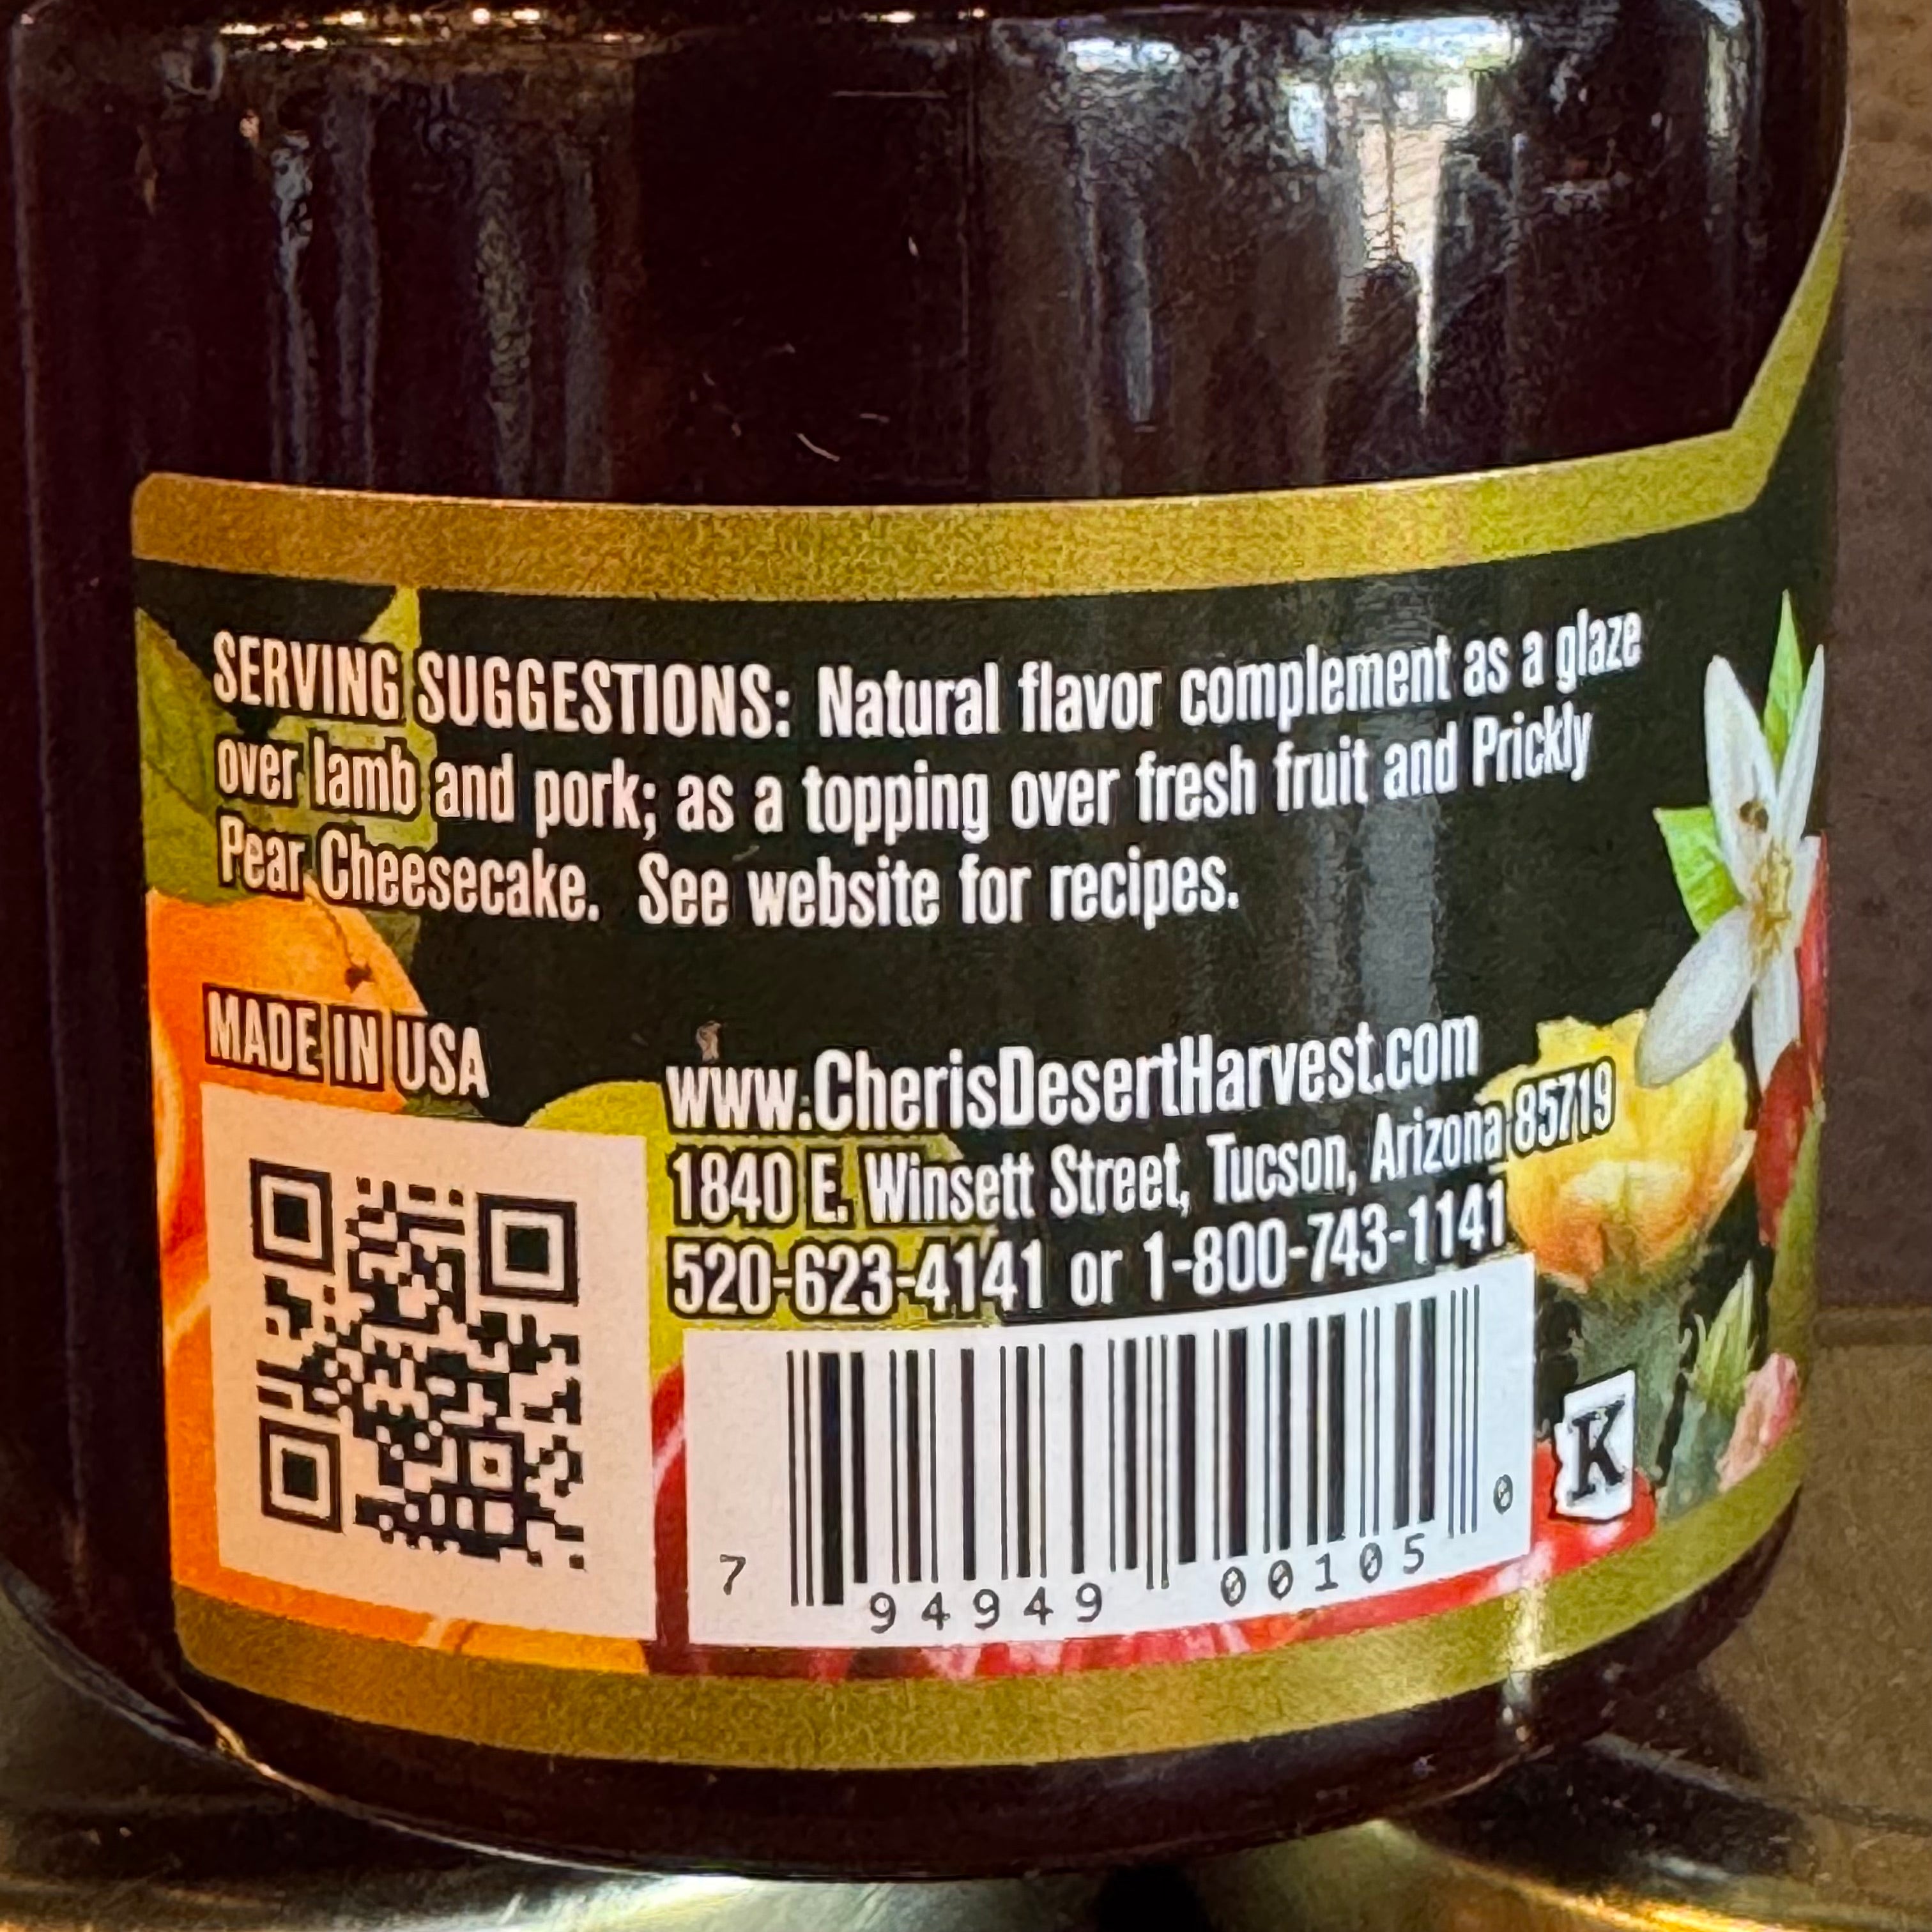 SERVING SUGGESTIONS: Natural flavor complement as a glaze
over lamb and pork; as a topping over fresh fruit and Prickly
Pear Cheesecake. See website for recipes.
MADE IN USA
www.CherisDesertHarvest.com
1840 E. Winsett Street, Tucson, Arizona 85719
520-623-4141 or 1-800-743-1141
7 94949 00105 0
K